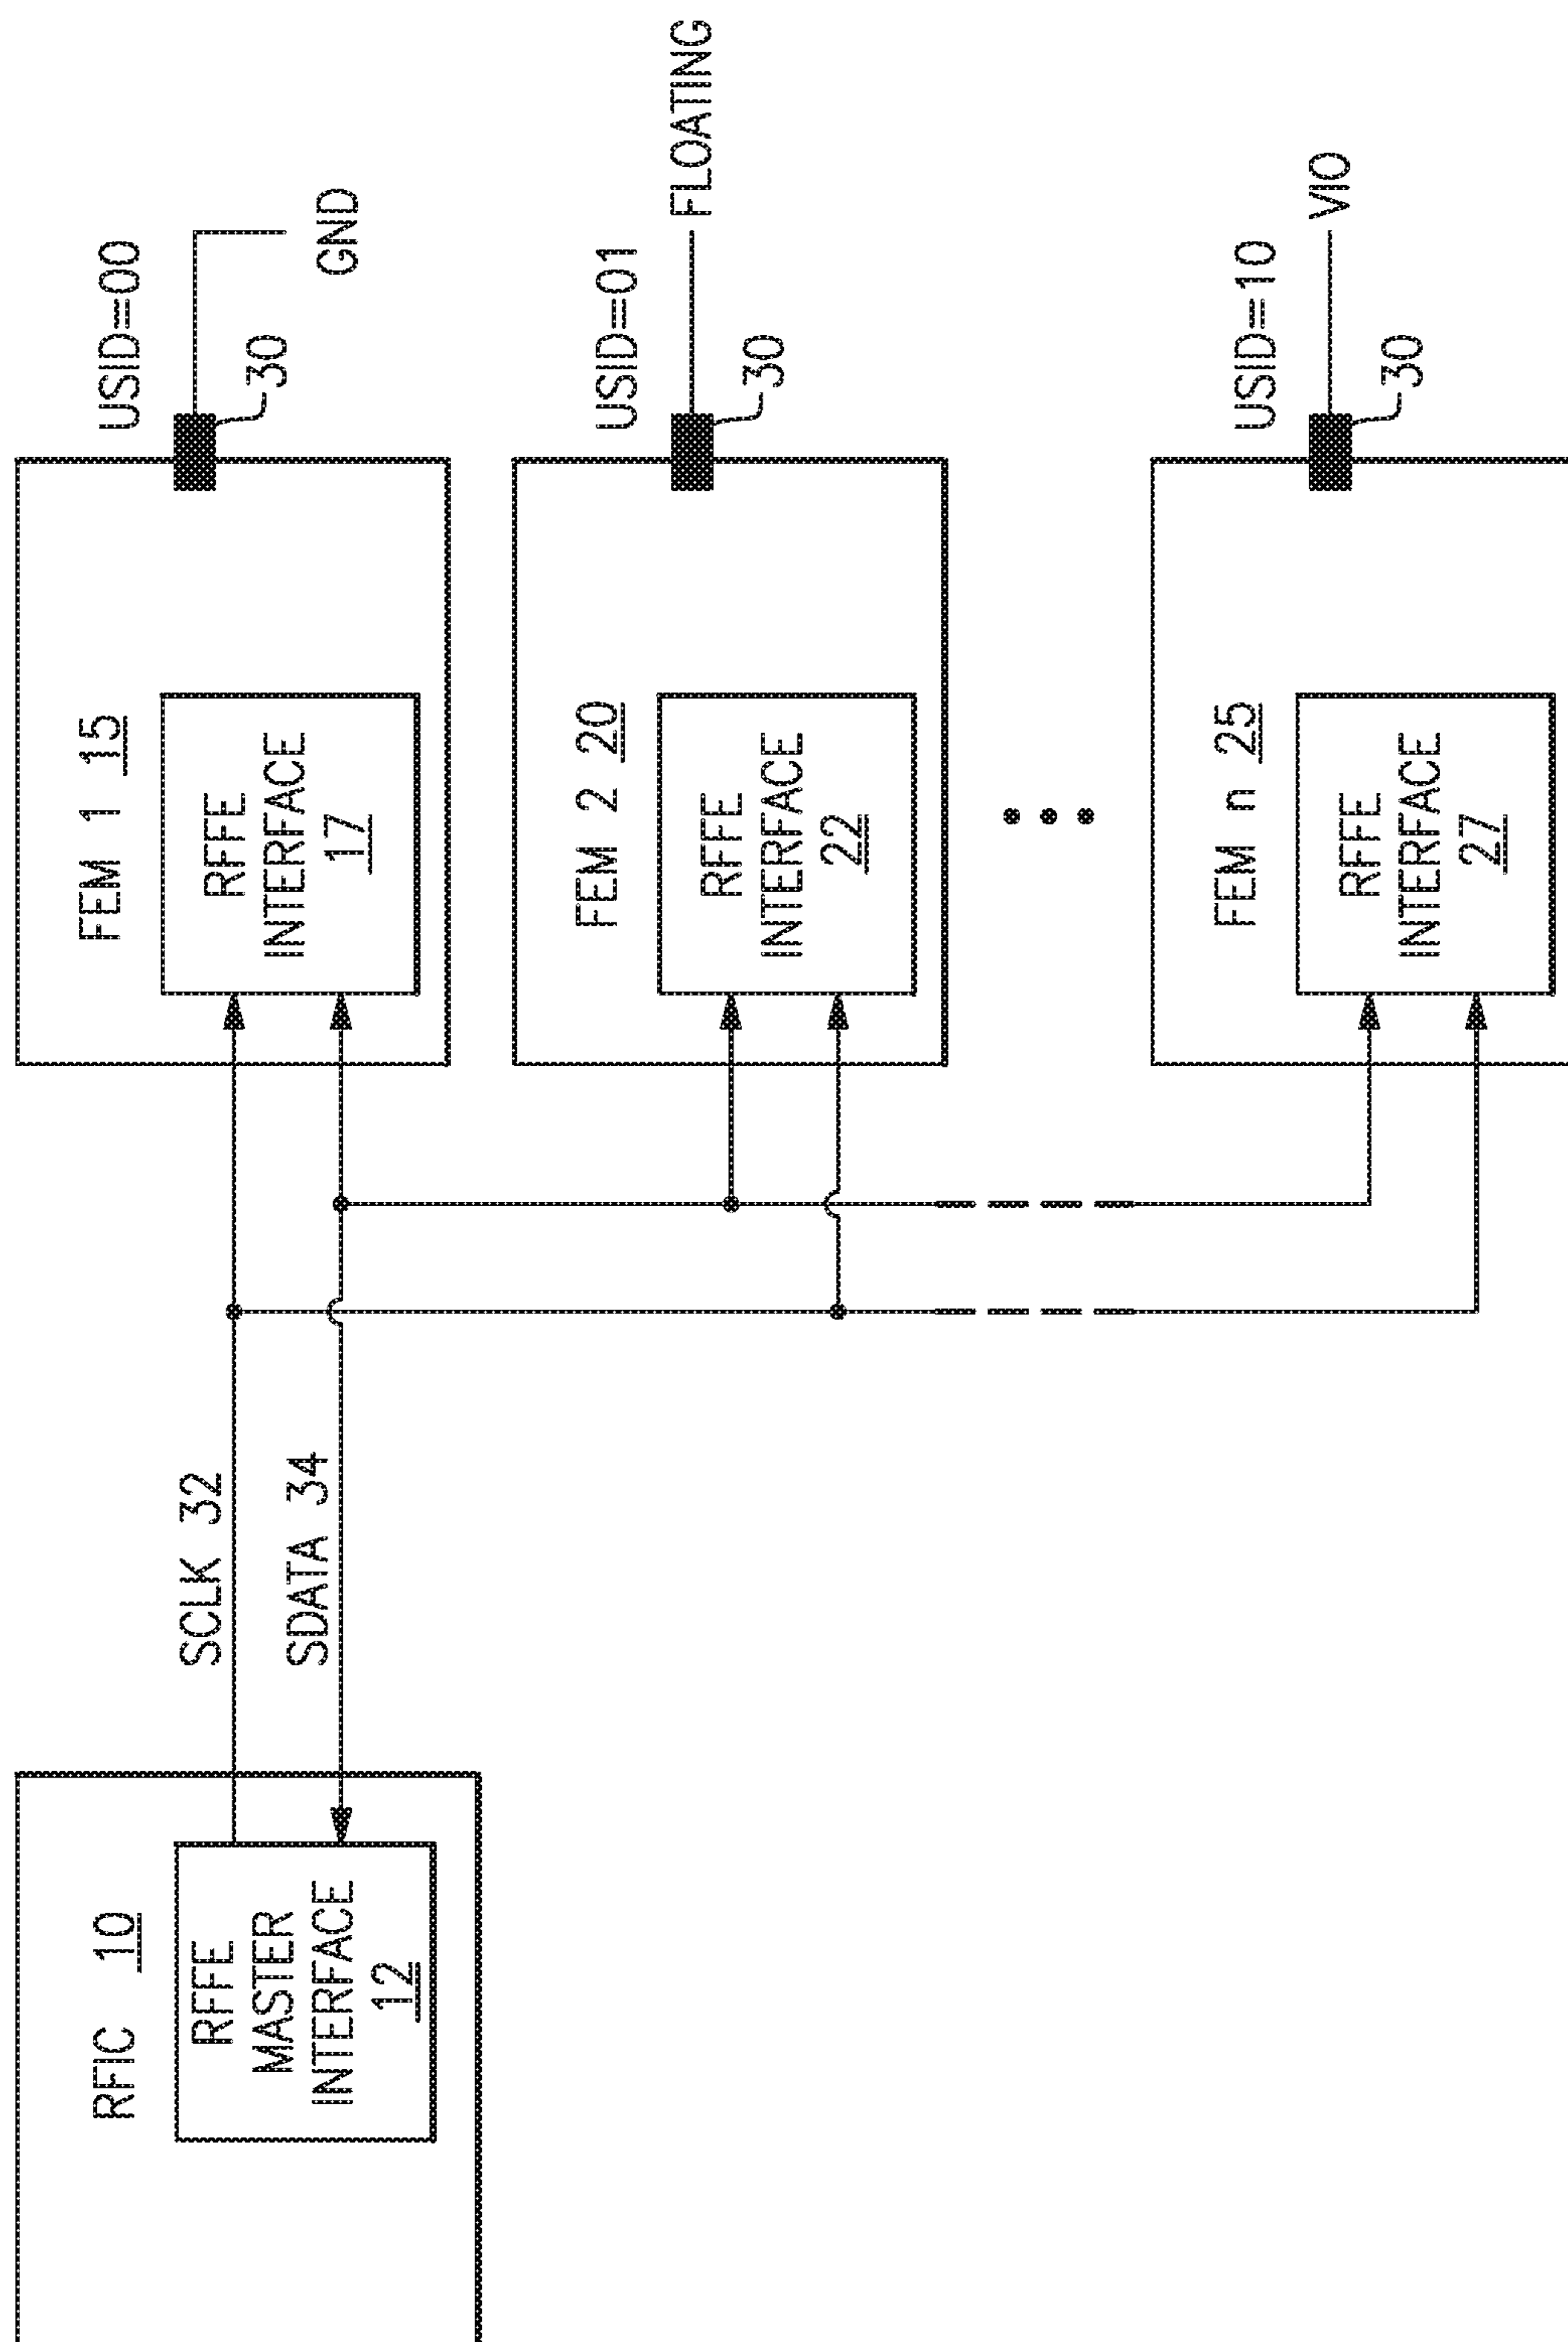 RFIC 10
RFFE
MASTER
INTERFACE
12
SCLK 32
SDATA 34
FEM 1 15
RFFE
INTERFACE
17
USID=00
30
GND
FEM 2 20
RFFE
INTERFACE
22
USID=01
30
FLOATING
FEM n 25
RFFE
INTERFACE
27
USID=10
30
VIO